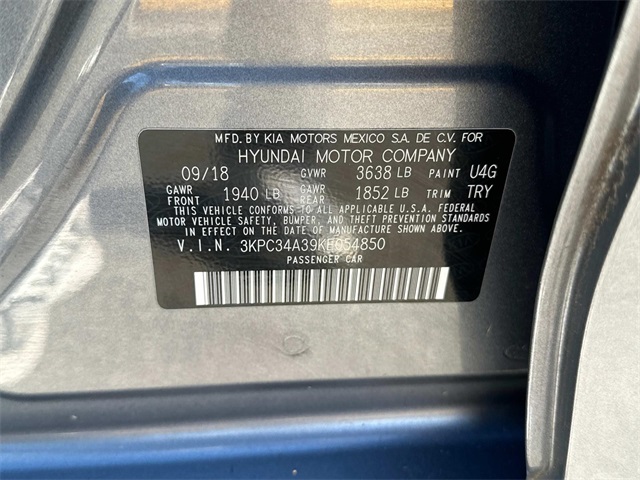 MFD. BY KIA MOTORS MEXICO S.A. DE C.V. FOR
HYUNDAI MOTOR COMPANY
09/18 GVWR 3638 LB PAINT U4G
GAWR FRONT 1940 LB GAWR REAR 1852 LB TRIM TRY
THIS VEHICLE CONFORMS TO ALL APPLICABLE U.S.A. FEDERAL
MOTOR VEHICLE SAFETY, BUMPER, AND THEFT PREVENTION STANDARDS
IN EFFECT ON THE DATE OF MANUFACTURE SHOWN ABOVE.
V.I.N. 3KPC34A39KE054850
PASSENGER CAR